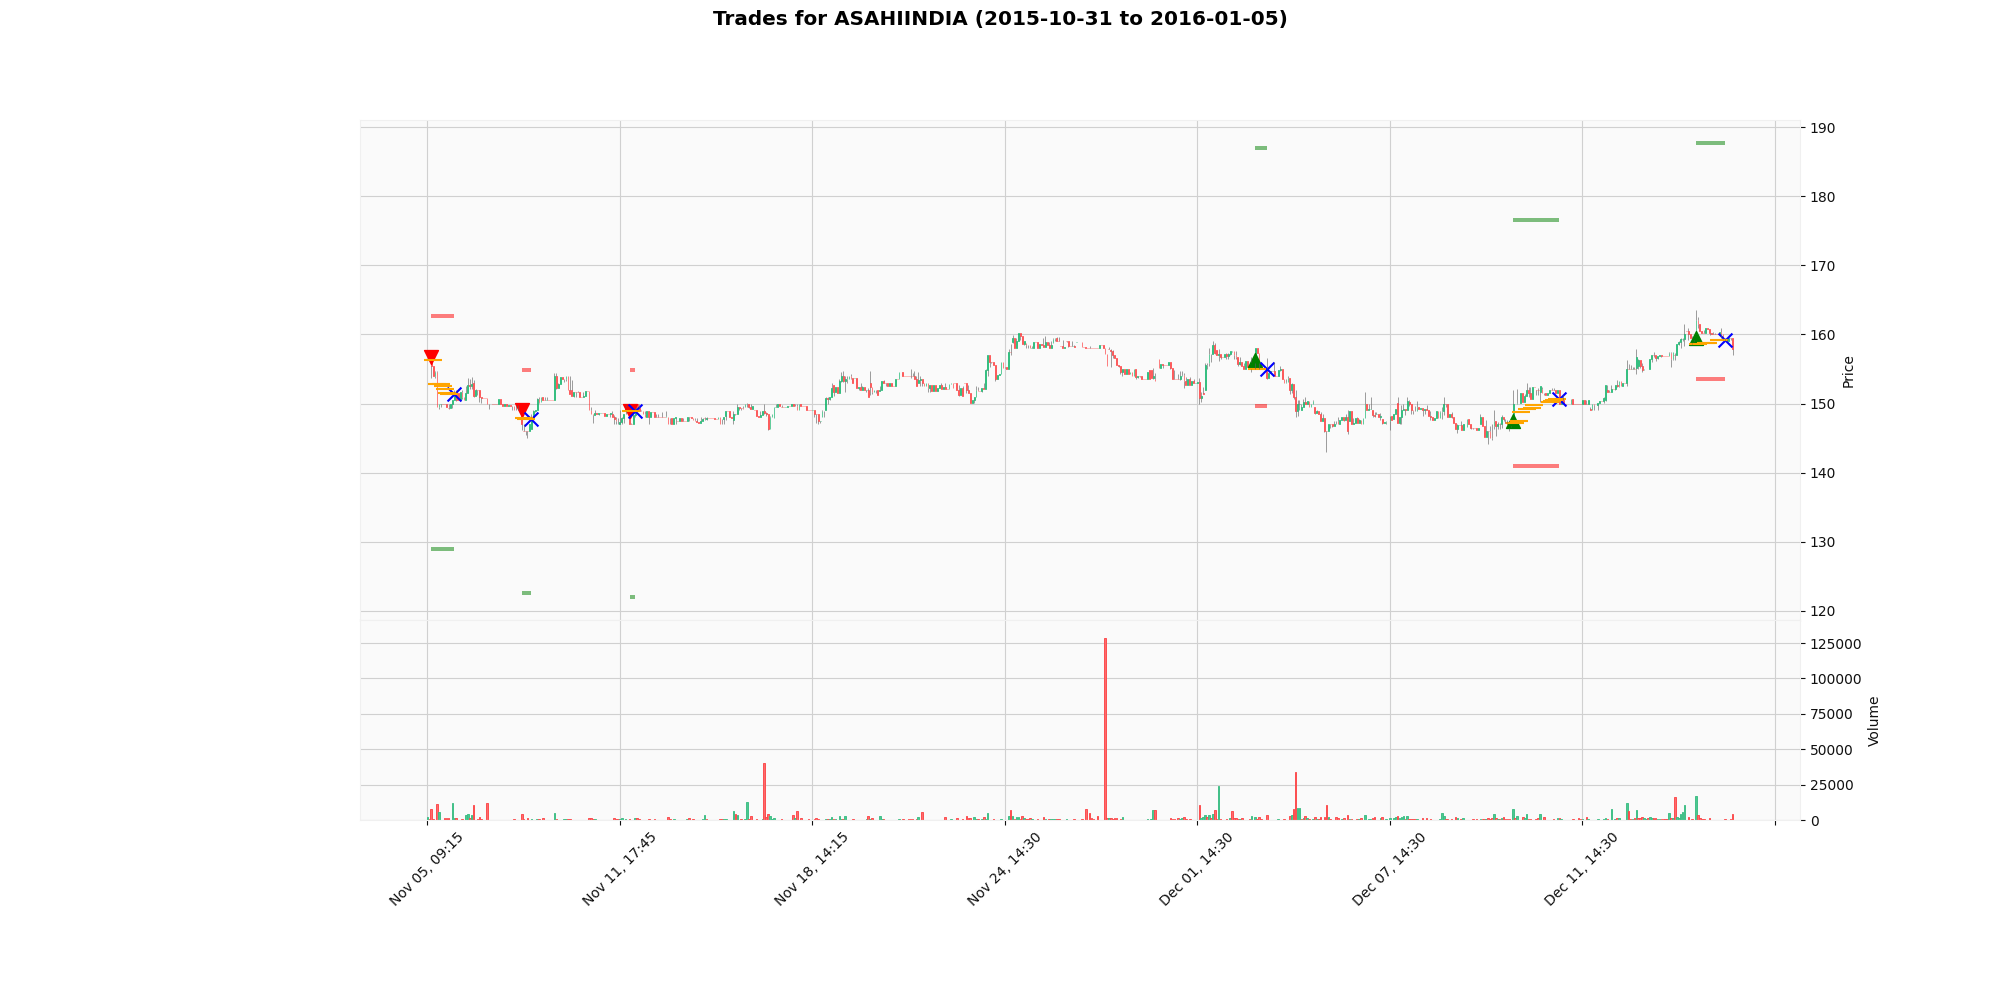 Trades for ASAHIINDIA (2015-10-31 to 2016-01-05)
190
180
170
160
150
140
130
120
Price
125000
100000
75000
50000
25000
0
Volume
Nov 05, 09:15
Nov 11, 17:45
Nov 18, 14:15
Nov 24, 14:30
Dec 01, 14:30
Dec 07, 14:30
Dec 11, 14:30